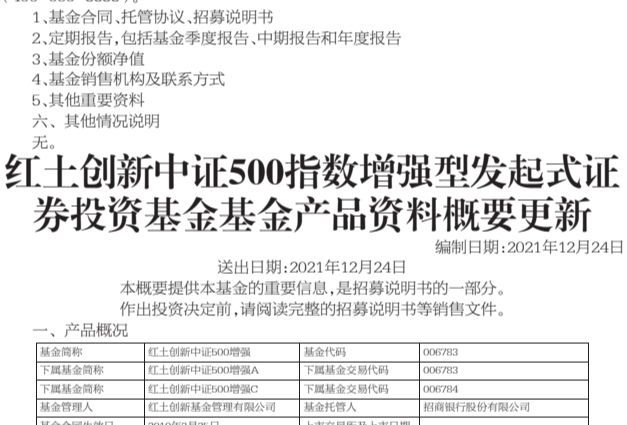 1、基金合同、托管协议、招募说明书
2、定期报告,包括基金季度报告、中期报告和年度报告
3、基金份额净值
4、基金销售机构及联系方式
5、其他重要资料
六、其他情况说明
无。
红土创新中证500指数增强型发起式证
券投资基金基金产品资料概要更新
编制日期:2021年12月24日
送出日期:2021年12月24日
本概要提供本基金的重要信息,是招募说明书的一部分。
作出投资决定前,请阅读完整的招募说明书等销售文件。
一、产品概况
基金简称 红土创新中证500增强 基金代码 006783
下属基金简称 红土创新中证500增强A 下属基金交易代码 006783
下属基金简称 红土创新中证500增强C 下属基金交易代码 006784
基金管理人 红土创新基金管理有限公司 基金托管人 招商银行股份有限公司